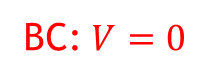 BC: 𝑉 = 0